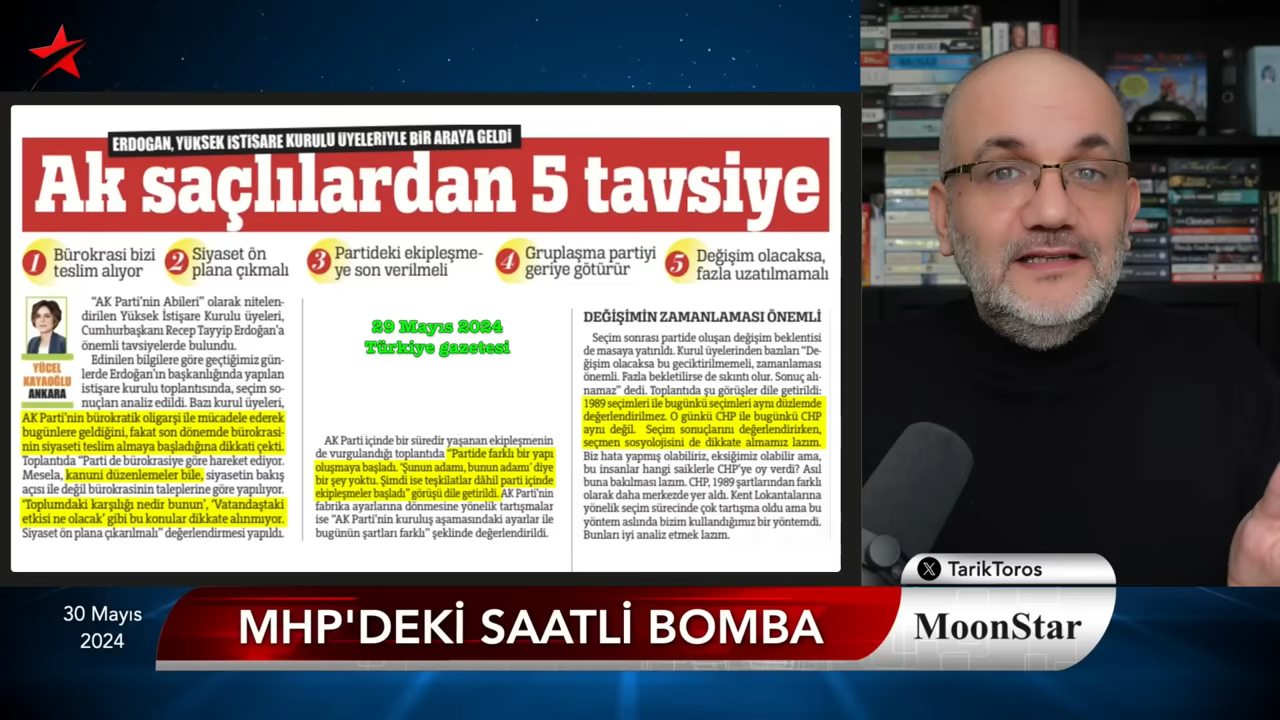 ERDOĞAN, YÜKSEK İSTİŞARE KURULU ÜYELERİYLE BİR ARAYA GELDİ
Ak saçlılardan 5 tavsiye
1 Bürokrasi bizi
teslim alıyor
2 Siyaset ön
plana çıkmalı
3 Partideki ekipleşme-
ye son verilmeli
4 Gruplaşma partiyi
geriye götürür
5 Değişim olacaksa,
fazla uzatılmamalı
YÜCEL
KAYAOĞLU
ANKARA
"AK Parti'nin Abileri" olarak nitelen-
dirilen Yüksek İstişare Kurulu üyeleri,
Cumhurbaşkanı Recep Tayyip Erdoğan'a
önemli tavsiyelerde bulundu.
Edinilen bilgilere göre geçtiğimiz gün-
lerde Erdoğan'ın başkanlığında yapılan
istişare kurulu toplantısında, seçim so-
nuçları analiz edildi. Bazı kurul üyeleri,
AK Parti'nin bürokratik oligarşi ile mücadele ederek
bugünlere geldiğini, fakat son dönemde bürokrasi-
nin siyaseti teslim almaya başladığına dikkati çekti.
Toplantıda "Parti de bürokrasiye göre hareket ediyor.
Mesela, kanuni düzenlemeler bile, siyasetin bakış
açısı ile değil bürokrasinin taleplerine göre yapılıyor.
'Toplumdaki karşılığı nedir bunun', 'Vatandaştaki
etkisi ne olacak' gibi bu konular dikkate alınmıyor.
Siyaset ön plana çıkarılmalı" değerlendirmesi yapıldı.
29 Mayıs 2024
Türkiye gazetesi
AK Parti içinde bir süredir yaşanan ekipleşmenin
de vurgulandığı toplantıda "Partide farklı bir yapı
oluşmaya başladı. 'Şunun adamı, bunun adamı' diye
bir şey yoktu. Şimdi ise teşkilatlar dâhil parti içinde
ekipleşmeler başladı" görüşü dile getirildi. AK Parti'nin
fabrika ayarlarına dönmesine yönelik tartışmalar
ise "AK Parti'nin kuruluş aşamasındaki ayarlar ile
bugünün şartları farklı" şeklinde değerlendirildi.
DEĞİŞİMİN ZAMANLAMASI ÖNEMLİ
Seçim sonrası partide oluşan değişim beklentisi
de masaya yatırıldı. Kurul üyelerinden bazıları "De-
ğişim olacaksa bu geciktirilmemeli, zamanlaması
önemli. Fazla bekletilirse de sıkıntı olur. Sonuç alı-
namaz" dedi. Toplantıda şu görüşler dile getirildi:
1989 seçimleri ile bugünkü seçimleri aynı düzlemde
değerlendirilmez. O günkü CHP ile bugünkü CHP
aynı değil. Seçim sonuçlarını değerlendirirken,
seçmen sosyolojisini de dikkate almamız lazım.
Biz hata yapmış olabiliriz, eksiğimiz olabilir ama,
bu insanlar hangi saiklerle CHP'ye oy verdi? Asıl
buna bakılması lazım. CHP, 1989 şartlarından farklı
olarak daha merkezde yer aldı. Kent Lokantalarına
yönelik seçim sürecinde çok tartışma oldu ama bu
yöntem aslında bizim kullandığımız bir yöntemdi.
Bunları iyi analiz etmek lazım.
TarikToros
MoonStar
30 Mayıs
2024
MHP'DEKİ SAATLİ BOMBA